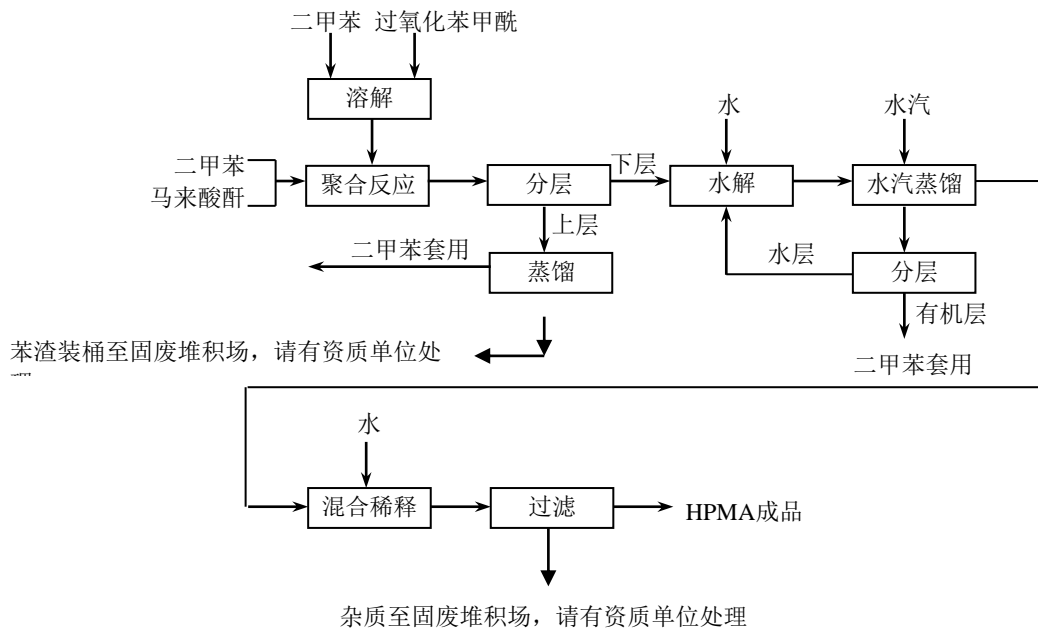 二甲苯 过氧化苯甲酰
溶解
水
水汽
二甲苯
马来酸酐
聚合反应
分层
下层
水解
水汽蒸馏
上层
二甲苯套用
蒸馏
水层
分层
有机层
苯渣装桶至固废堆积场，请有资质单位处
二甲苯套用
水
混合稀释
过滤
HPMA成品
杂质至固废堆积场，请有资质单位处理